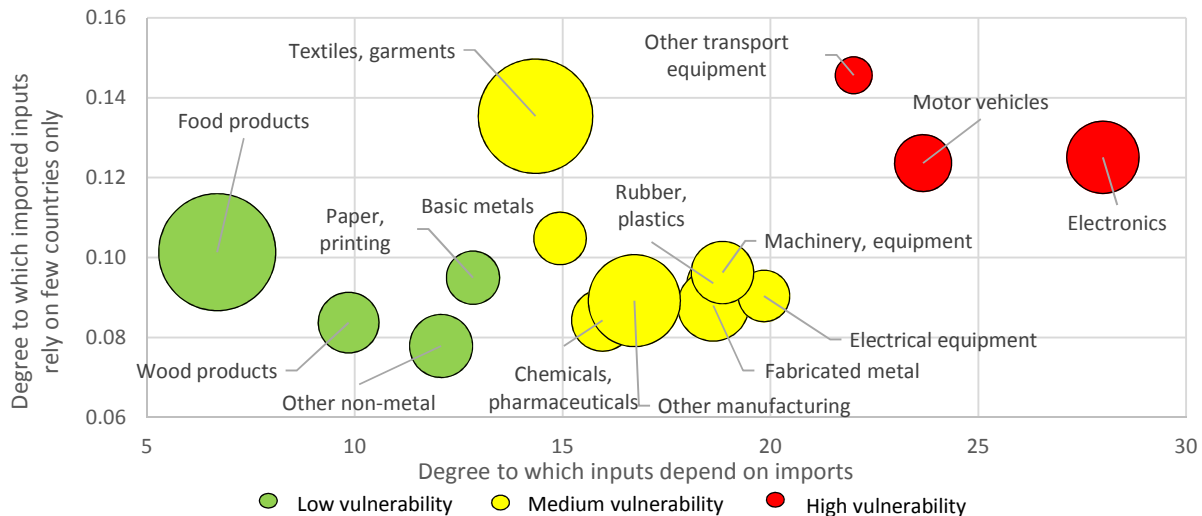 Degree to which imported inputs
rely on few countries only
0.16
0.14
0.12
0.10
0.08
0.06
Textiles, garments
Other transport
equipment
Food products
Motor vehicles
Paper,
printing
Basic metals
Rubber,
plastics
Machinery, equipment
Electronics
Wood products
Other non-metal
Chemicals,
pharmaceuticals
Other manufacturing
Fabricated metal
Electrical equipment
5
10
15
20
25
30
Degree to which inputs depend on imports
Low vulnerability
Medium vulnerability
High vulnerability